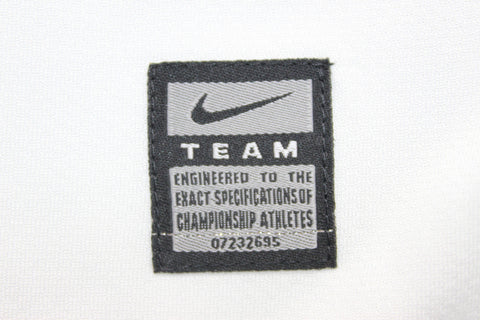 TEAM
ENGINEERED TO THE
EXACT SPECIFICATIONS OF
CHAMPIONSHIP ATHLETES
07232695